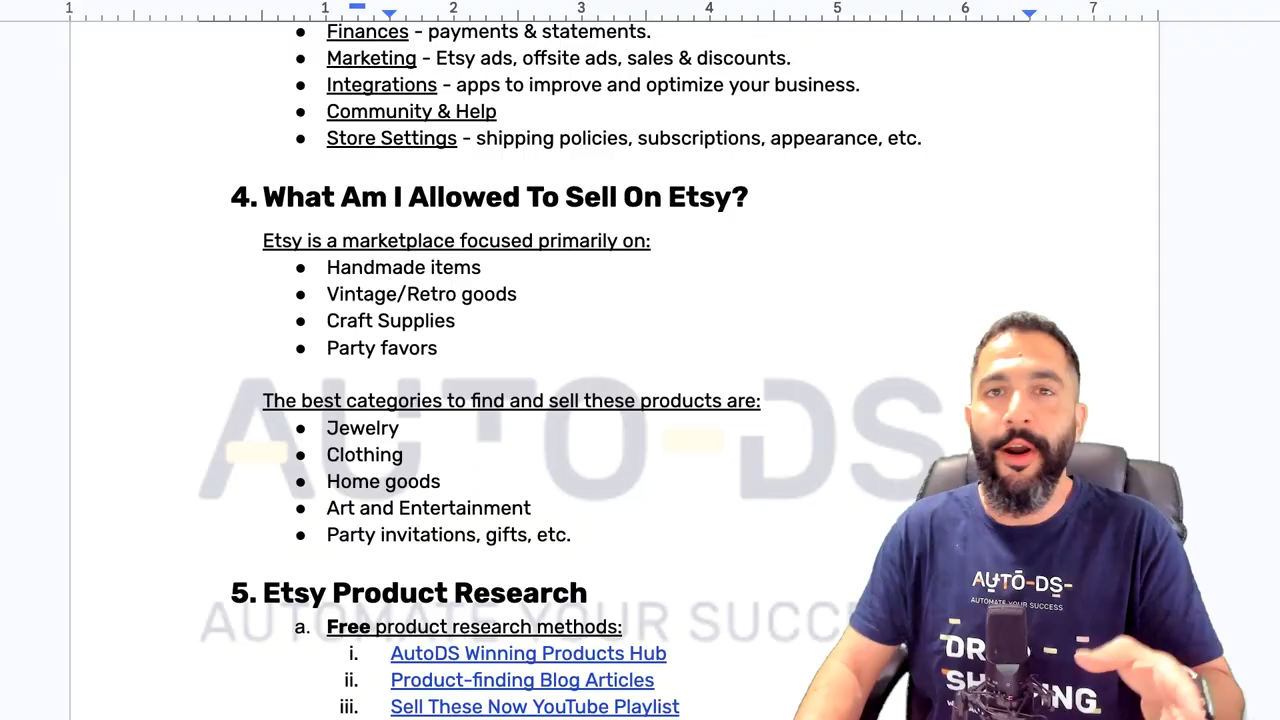 1 1 2 3 4 5 6 7
● Finances - payments & statements.
● Marketing - Etsy ads, offsite ads, sales & discounts.
● Integrations - apps to improve and optimize your business.
● Community & Help
● Store Settings - shipping policies, subscriptions, appearance, etc.
4. What Am I Allowed To Sell On Etsy?
Etsy is a marketplace focused primarily on:
● Handmade items
● Vintage/Retro goods
● Craft Supplies
● Party favors
AUTO-DS
The best categories to find and sell these products are:
● Jewelry
● Clothing
● Home goods
● Art and Entertainment
● Party invitations, gifts, etc.
5. Etsy Product Research
AUTOMATE YOUR SUCCE
a. Free product research methods:
i. AutoDS Winning Products Hub
ii. Product-finding Blog Articles
iii. Sell These Now YouTube Playlist
AUTO-DS-
AUTOMATE YOUR SUCCESS